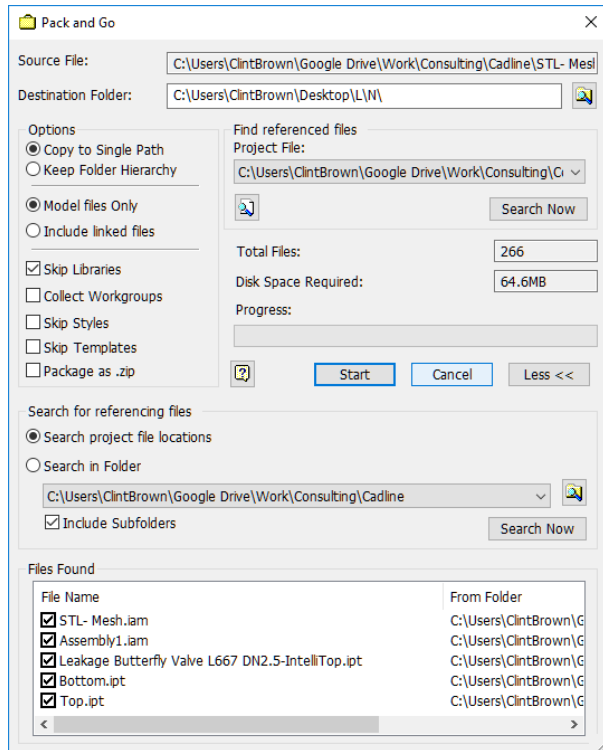 Pack and Go
Source File:
C:\Users\ClintBrown\Google Drive\Work\Consulting\Cadline\STL- Mesl
Destination Folder:
C:\Users\ClintBrown\Desktop\L\N\
Options
Copy to Single Path
Keep Folder Hierarchy
Model files Only
Include linked files
Skip Libraries
Collect Workgroups
Skip Styles
Skip Templates
Package as .zip
Find referenced files
Project File:
C:\Users\ClintBrown\Google Drive\Work\Consulting\C
Search Now
Total Files:
266
Disk Space Required:
64.6MB
Progress:
Start
Cancel
Less <<
Search for referencing files
Search project file locations
Search in Folder
C:\Users\ClintBrown\Google Drive\Work\Consulting\Cadline
Include Subfolders
Search Now
Files Found
File Name From Folder
STL- Mesh.iam C:\Users\ClintBrown\G
Assembly1.iam C:\Users\ClintBrown\G
Leakage Butterfly Valve L667 DN2.5-IntelliTop.ipt C:\Users\ClintBrown\G
Bottom.ipt C:\Users\ClintBrown\G
Top.ipt C:\Users\ClintBrown\G